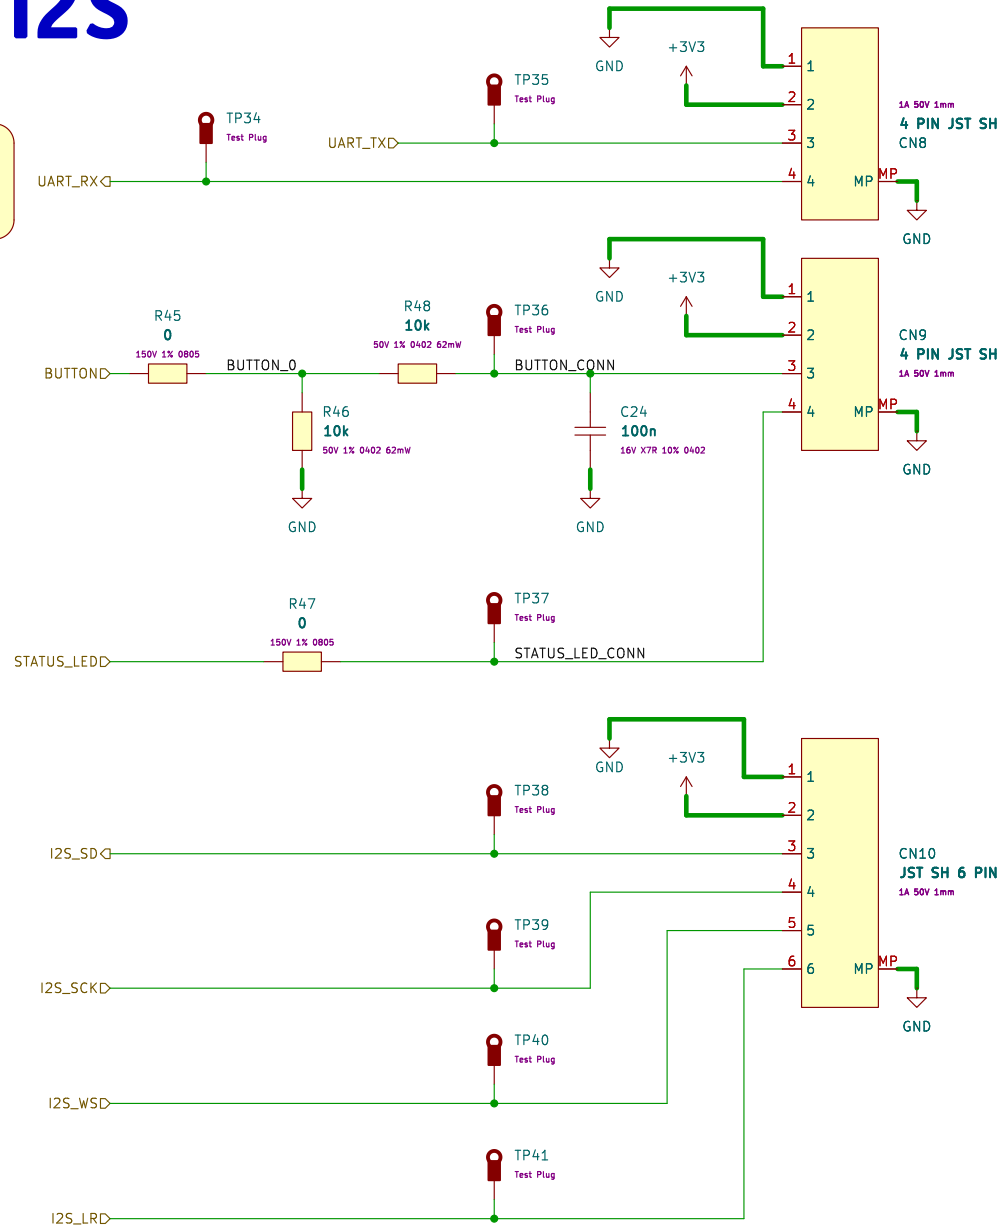 I2S
+3V3
GND
TP35
Test Plug
TP34
Test Plug
UART_TX
UART_RX
1 1
2 2
3 3
4 4
MP MP
1A 50V 1mm
4 PIN JST SH
CN8
GND
+3V3
GND
R45
0
150V 1% 0805
BUTTON
BUTTON_0
R48
10k
50V 1% 0402 62mW
TP36
Test Plug
BUTTON_CONN
R46
10k
50V 1% 0402 62mW
GND
C24
100n
16V X7R 10% 0402
GND
1 1
2 2
3 3
4 4
MP MP
CN9
4 PIN JST SH
1A 50V 1mm
GND
R47
0
150V 1% 0805
STATUS_LED
TP37
Test Plug
STATUS_LED_CONN
GND
+3V3
TP38
Test Plug
I2S_SD
TP39
Test Plug
I2S_SCK
TP40
Test Plug
I2S_WS
TP41
Test Plug
I2S_LR
1 1
2 2
3 3
4 4
5 5
6 6
MP MP
CN10
JST SH 6 PIN
1A 50V 1mm
GND